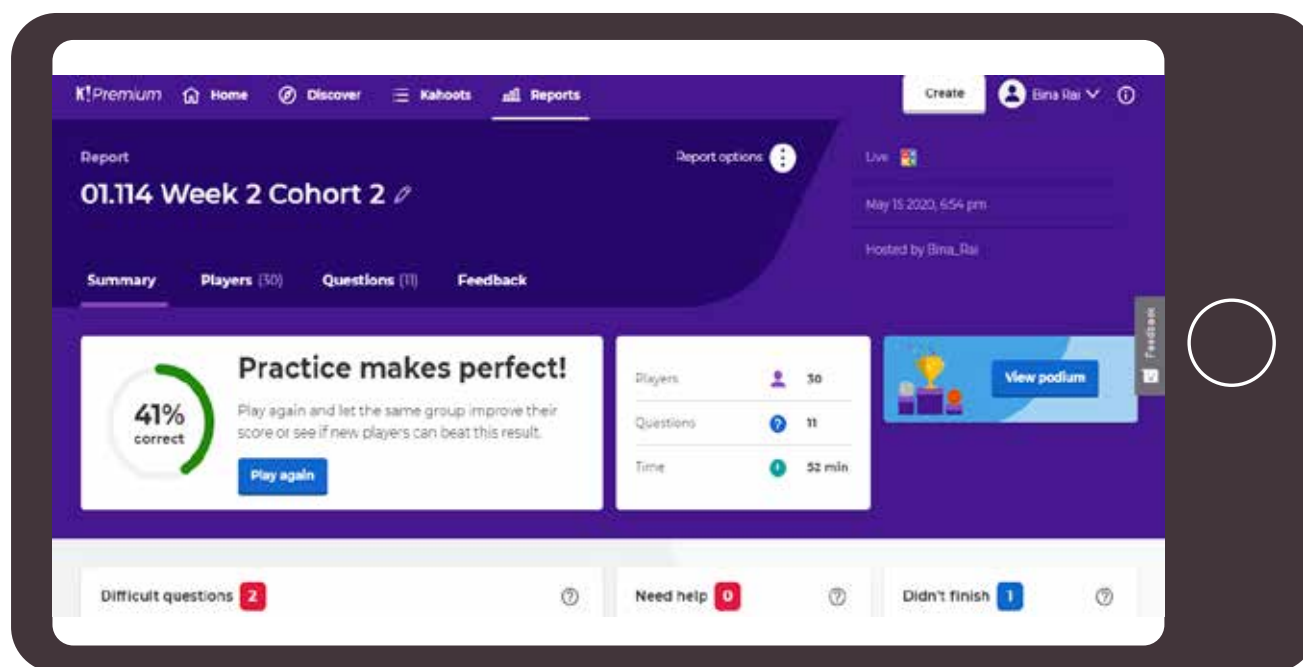 K!Premium Home Discover Kahoots Reports Create Bina Rai
Report
Report options
Live
01.114 Week 2 Cohort 2
May 15 2020, 6:54 pm
Hosted by Bina_Rai
Summary Players (30) Questions (11) Feedback
Feedback
41%
correct
Practice makes perfect!
Play again and let the same group improve their
score or see if new players can beat this result.
Play again
Players 30
Questions 11
Time 52 min
View podium
Difficult questions 2
Need help 0
Didn't finish 1